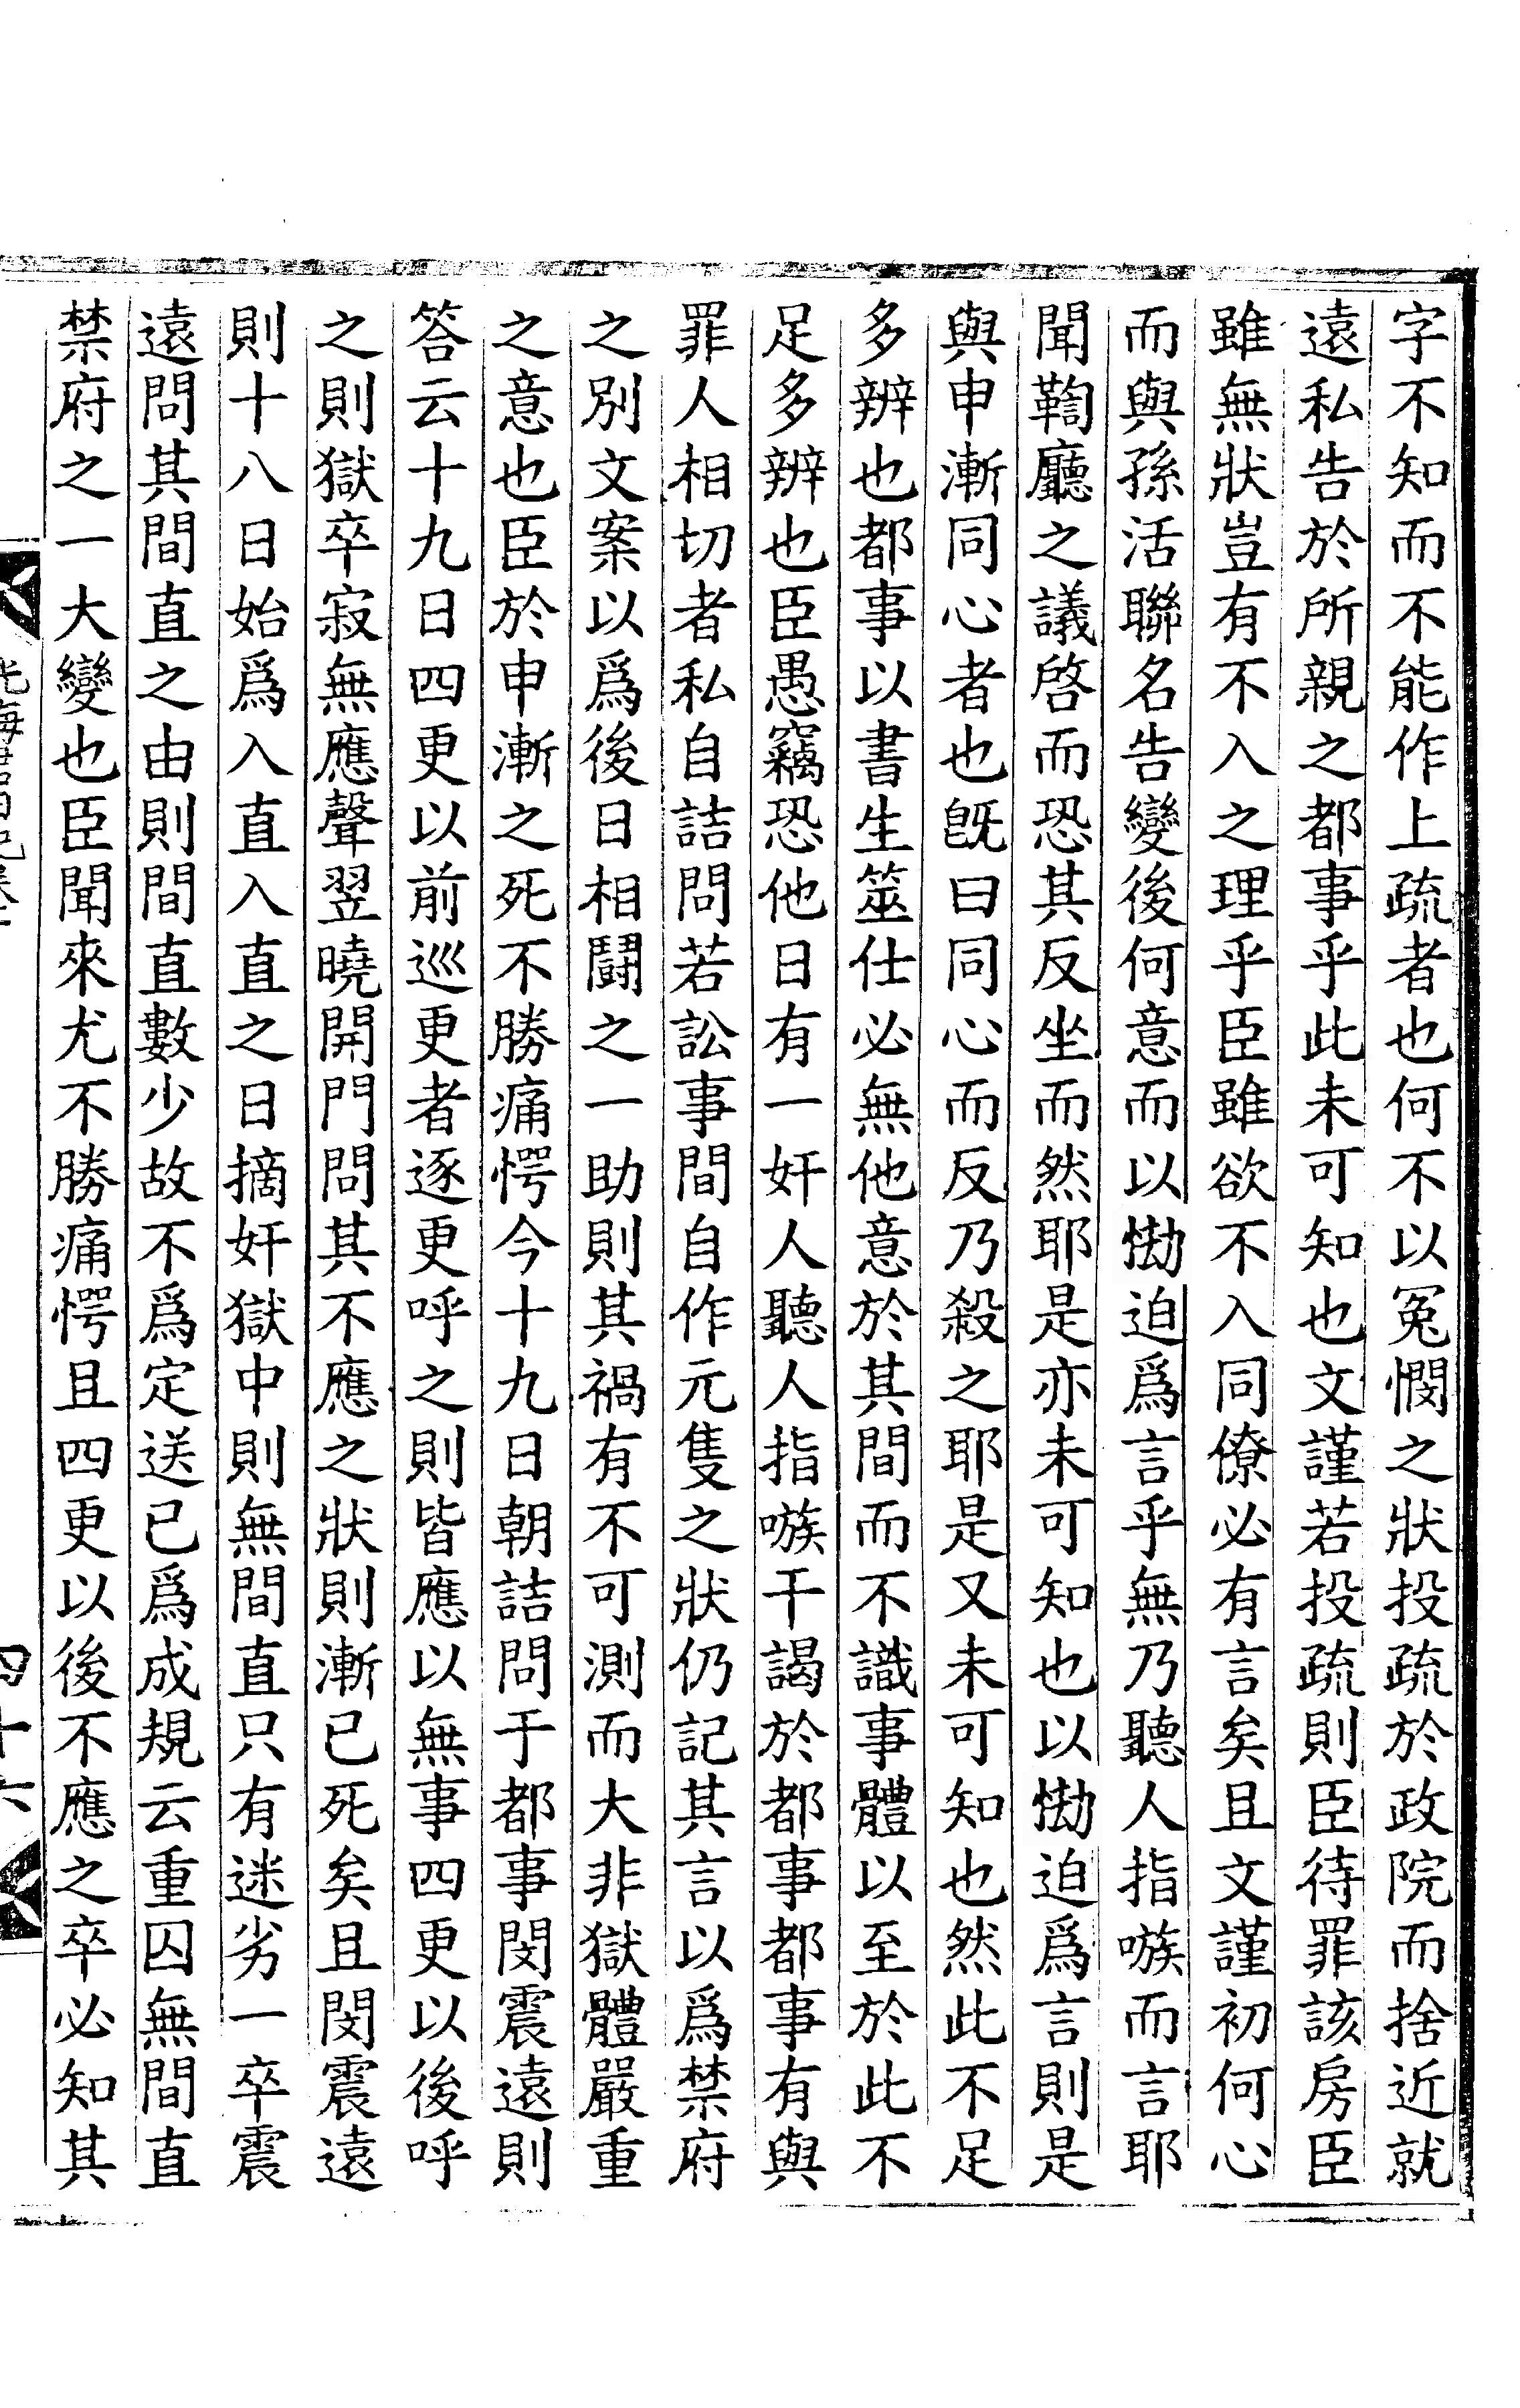 字不知而不能作上疏者也何不以冤憫之狀投疏於政院而捨近就
遠私告於所親之都事乎此未可知也文謹若投疏則臣待罪該房臣
雖無狀豈有不入之理乎臣雖欲不入同僚必有言矣且文謹初何心
而與孫活聯名告變後何意而以慟迫爲言乎無乃聽人指嗾而言耶
聞鞫廳之議啓而恐其反坐而然耶是亦未可知也以慟迫爲言則是
與申漸同心者也旣曰同心而反乃殺之耶是又未可知也然此不足
多辨也都事以書生筮仕必無他意於其間而不識事體以至於此不
足多辨也臣愚竊恐他日有一奸人聽人指嗾干謁於都事都事有與
罪人相切者私自詰問若訟事間自作元隻之狀仍記其言以爲禁府
之別文案以爲後日相鬪之一助則其禍有不可測而大非獄體嚴重
之意也臣於申漸之死不勝痛愕今十九日朝詰問于都事閔震遠則
答云十九日四更以前巡更者逐更呼之則皆應以無事四更以後呼
之則獄卒寂無應聲翌曉開門問其不應之狀則漸已死矣且閔震遠
則十八日始爲入直入直之日摘奸獄中則無間直只有迷劣一卒震
遠問其間直之由則間直數少故不爲定送已爲成規云重囚無間直
禁府之一大變也臣聞來尤不勝痛愕且四更以後不應之卒必知其
四十六